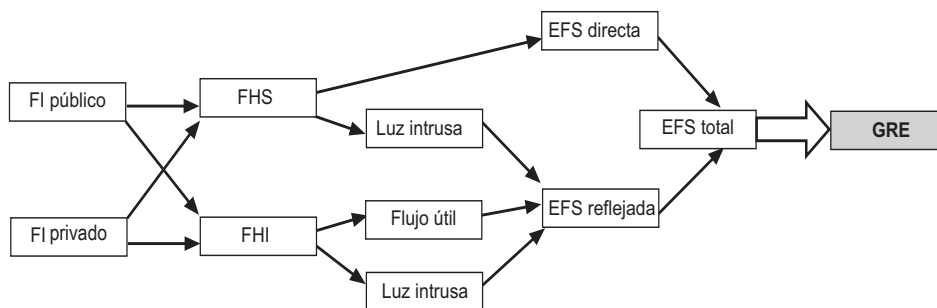 EFS directa
FI público
FHS
Luz intrusa
EFS total
GRE
FI privado
FHI
Flujo útil
EFS reflejada
Luz intrusa